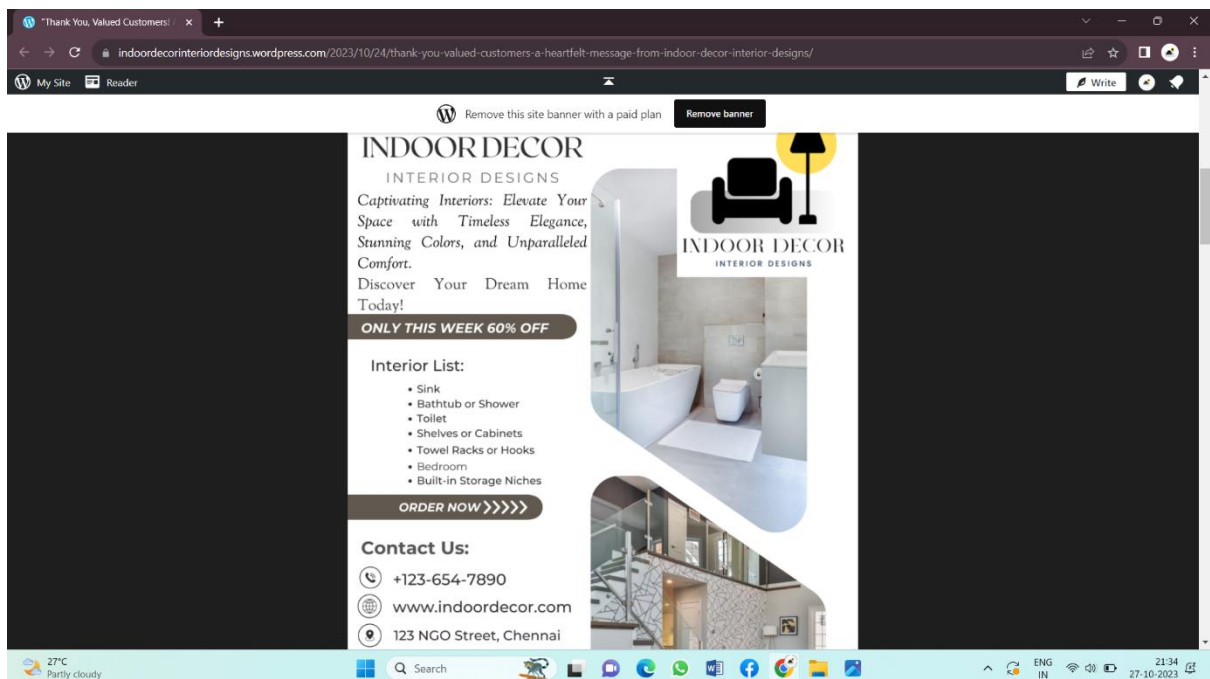 "Thank You, Valued Customers! /
indoordecorinteriordesigns.wordpress.com/2023/10/24/thank-you-valued-customers-a-heartfelt-message-from-indoor-decor-interior-designs/
My Site Reader Write
Remove this site banner with a paid plan Remove banner
INDOOR DECOR
INTERIOR DESIGNS
Captivating Interiors: Elevate Your
Space with Timeless Elegance,
Stunning Colors, and Unparalleled
Comfort.
Discover Your Dream Home
Today!
ONLY THIS WEEK 60% OFF
INDOOR DECOR
INTERIOR DESIGNS
Interior List:
• Sink
• Bathtub or Shower
• Toilet
• Shelves or Cabinets
• Towel Racks or Hooks
• Bedroom
• Built-in Storage Niches
ORDER NOW
Contact Us:
+123-654-7890
www.indoordecor.com
123 NGO Street, Chennai
27°C
Partly cloudy
Search
ENG
IN
21:34
27-10-2023